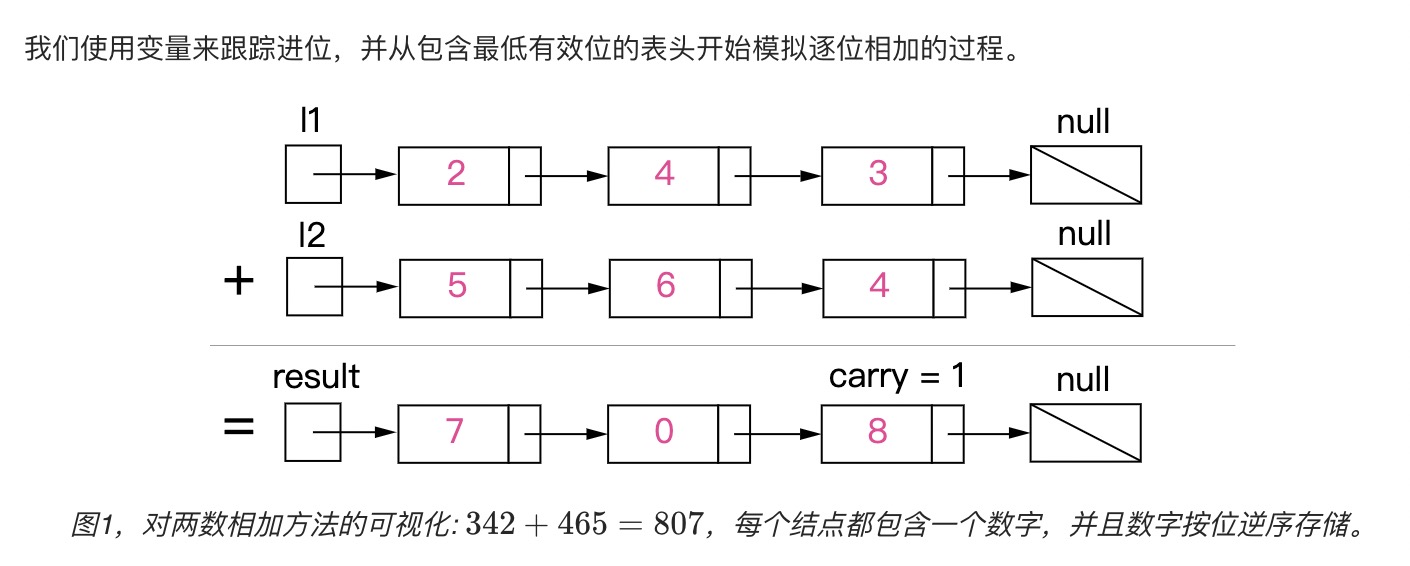 我们使用变量来跟踪进位，并从包含最低有效位的表头开始模拟逐位相加的过程。
l1 null
2 4 3
l2 null
+ 5 6 4
result carry = 1 null
= 7 0 8
图1，对两数相加方法的可视化: 342 + 465 = 807，每个结点都包含一个数字，并且数字按位逆序存储。